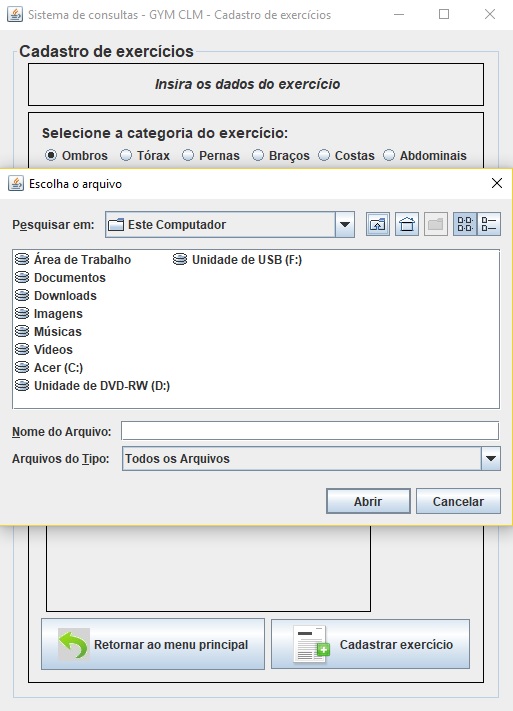 Sistema de consultas - GYM CLM - Cadastro de exercícios
Cadastro de exercícios
Insira os dados do exercício
Selecione a categoria do exercício:
Ombros Tórax Pernas Braços Costas Abdominais
Escolha o arquivo
Pesquisar em: Este Computador
Área de Trabalho Unidade de USB (F:)
Documentos
Downloads
Imagens
Músicas
Vídeos
Acer (C:)
Unidade de DVD-RW (D:)
Nome do Arquivo:
Arquivos do Tipo: Todos os Arquivos
Abrir Cancelar
Retornar ao menu principal Cadastrar exercício